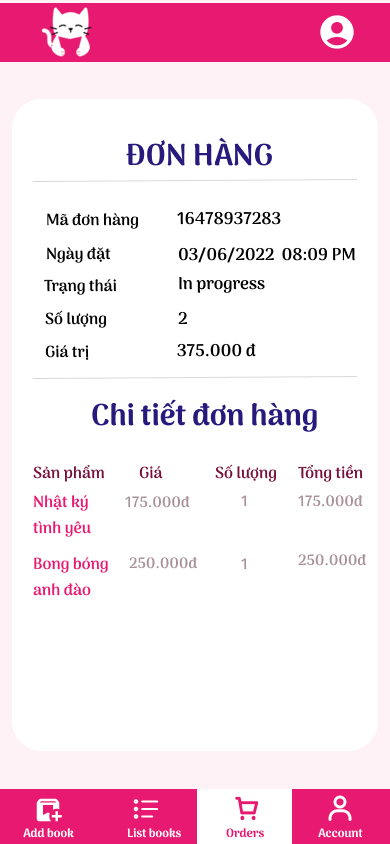 ĐƠN HÀNG
Mã đơn hàng 16478937283
Ngày đặt 03/06/2022 08:09 PM
Trạng thái In progress
Số lượng 2
Giá trị 375.000 đ
Chi tiết đơn hàng
Sản phẩm Giá Số lượng Tổng tiền
Nhật ký 175.000đ 1 175.000đ
tình yêu
Bong bóng 250.000đ 1 250.000đ
anh đào
Add book List books Orders Account